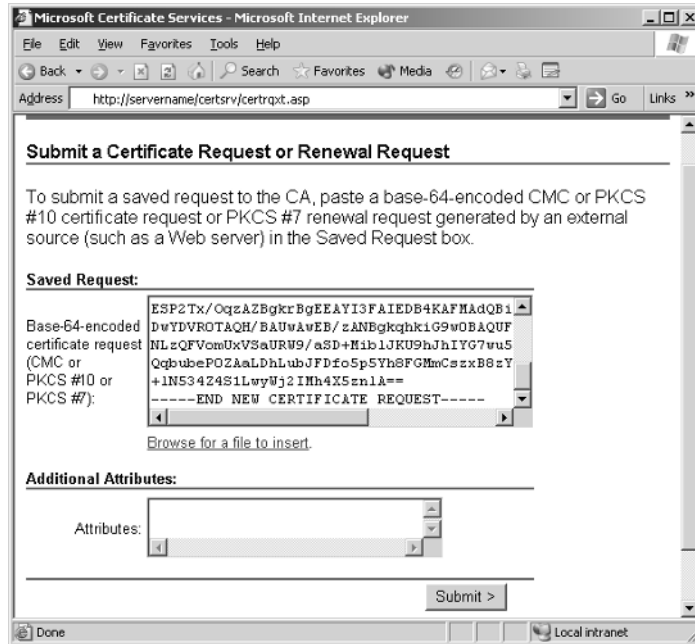 Microsoft Certificate Services - Microsoft Internet Explorer
File Edit View Favorites Tools Help
Back Search Favorites Media
Address http://servername/certsrv/certrqxt.asp Go Links »
Submit a Certificate Request or Renewal Request
To submit a saved request to the CA, paste a base-64-encoded CMC or PKCS
#10 certificate request or PKCS #7 renewal request generated by an external
source (such as a Web server) in the Saved Request box.
Saved Request:
Base-64-encoded
certificate request
(CMC or
PKCS #10 or
PKCS #7):
ESP2Tx/OqzAZBgkrBgEEAYI3FAIEDB4KAFMAdQBi
DwYDVR0TAQH/BAUwAwEB/zANBgkqhkiG9w0BAQUF
NLzQFVomUxVSaURW9/aSD+Mib1JKU9hJhIYG7wu5
QqbubePOZAaLDhLubJFDfo5p5Yh8FGMmCszxB8zY
+1N534Z4S1LwyWj2IMh4X5zn1A==
-----END NEW CERTIFICATE REQUEST-----
Browse for a file to insert.
Additional Attributes:
Attributes:
Submit >
Done Local intranet